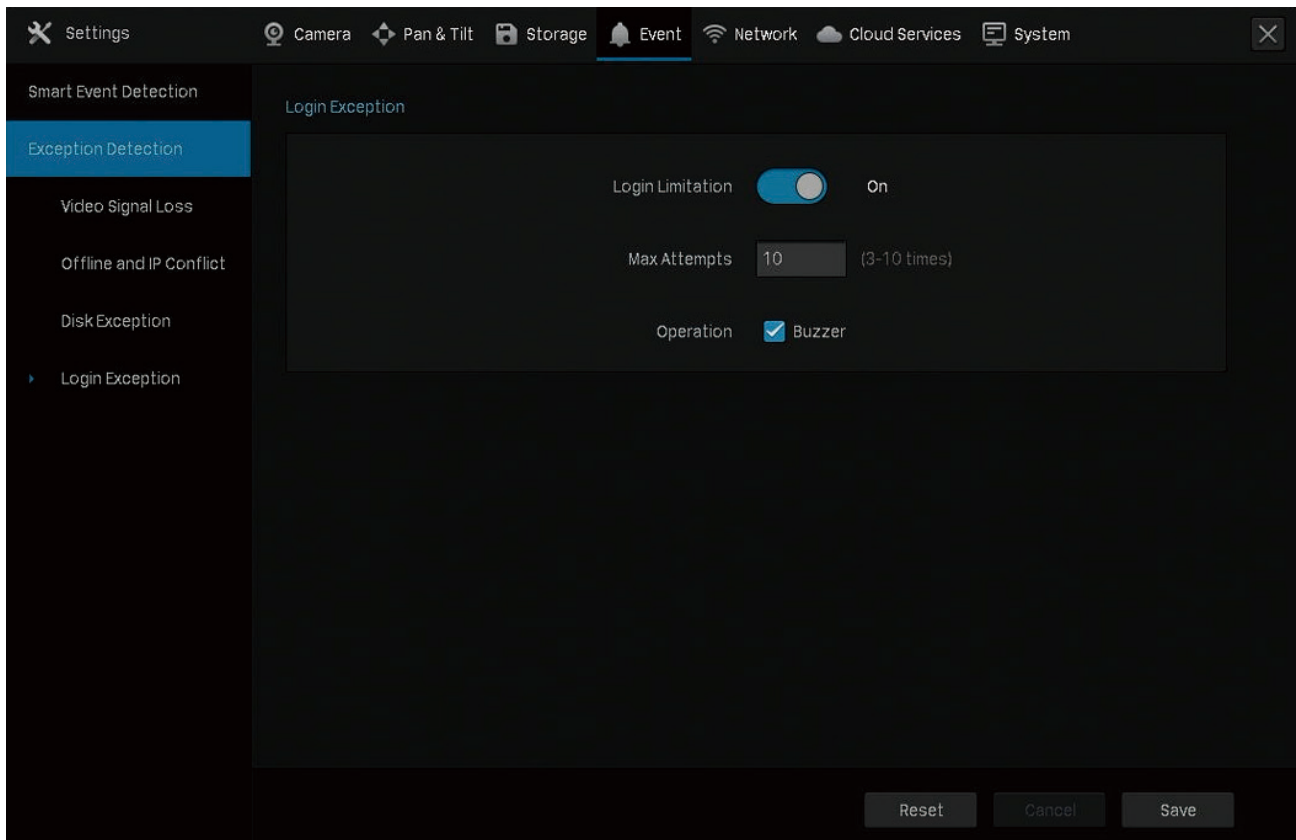 Settings
Camera Pan & Tilt Storage Event Network Cloud Services System
Smart Event Detection
Exception Detection
Video Signal Loss
Offline and IP Conflict
Disk Exception
Login Exception
Login Exception
Login Limitation On
Max Attempts 10 (3-10 times)
Operation Buzzer
Reset Cancel Save